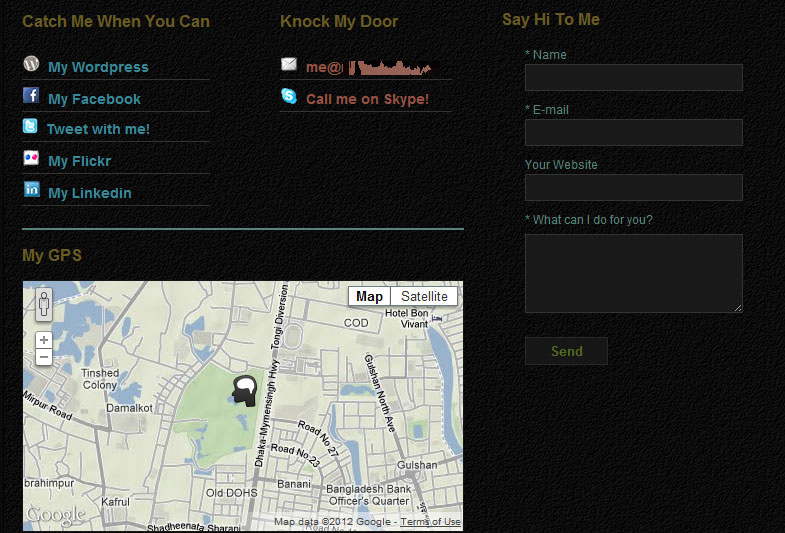 Catch Me When You Can
My Wordpress
My Facebook
Tweet with me!
My Flickr
My Linkedin
Knock My Door
me@
Call me on Skype!
Say Hi To Me
* Name
* E-mail
Your Website
* What can I do for you?
Send
My GPS
Map
Satellite
Hotel Bon
Vivant
COD
Tongi Diversion
Dhaka-Mymensingh Hwy
Gulshan North Ave
Tinshed
Colony
Mirpur Road
Damalkot
Road No 27
Road No 23
Gulshan
Banani
Old DOHS
Bangladesh Bank
Officer's Quarter
brahimpur
Kafrul
Shadheenata Sharani
Google
Map data ©2012 Google - Terms of Use